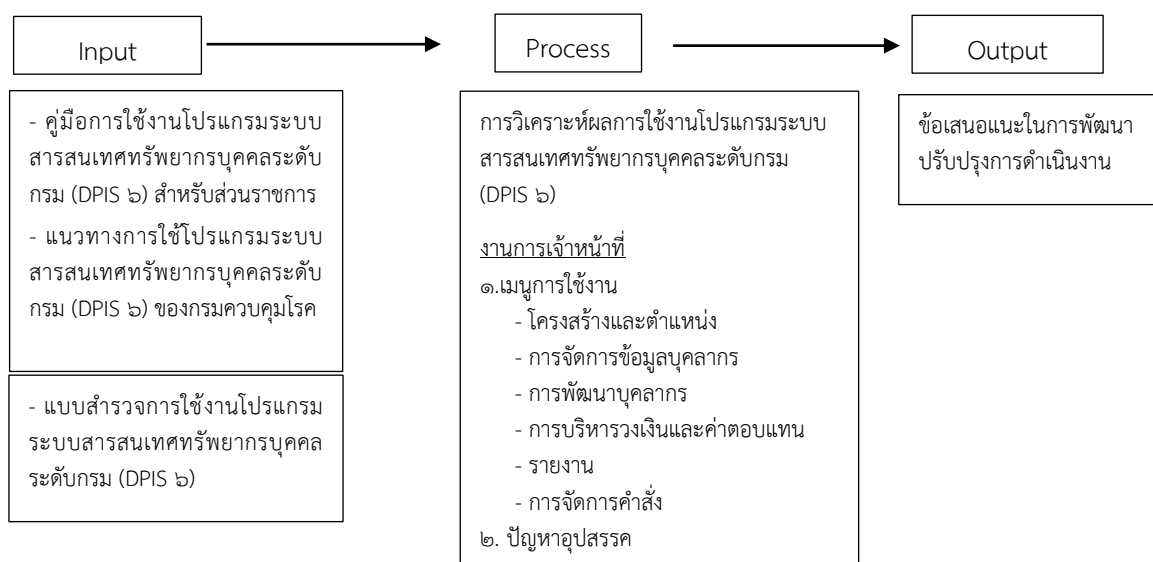 Input
Process
Output
- คู่มือการใช้งานโปรแกรมระบบ
สารสนเทศทรัพยากรบุคคลระดับ
กรม (DPIS ๖) สำหรับส่วนราชการ
- แนวทางการใช้โปรแกรมระบบ
สารสนเทศทรัพยากรบุคคลระดับ
กรม (DPIS ๖) ของกรมควบคุมโรค
- แบบสำรวจการใช้งานโปรแกรม
ระบบสารสนเทศทรัพยากรบุคคล
ระดับกรม (DPIS ๖)
การวิเคราะห์ผลการใช้งานโปรแกรมระบบ
สารสนเทศทรัพยากรบุคคลระดับกรม
(DPIS ๖)
งานการเจ้าหน้าที่
๑.เมนูการใช้งาน
- โครงสร้างและตำแหน่ง
- การจัดการข้อมูลบุคลากร
- การพัฒนาบุคลากร
- การบริหารวงเงินและค่าตอบแทน
- รายงาน
- การจัดการคำสั่ง
๒. ปัญหาอุปสรรค
ข้อเสนอแนะในการพัฒนา
ปรับปรุงการดำเนินงาน